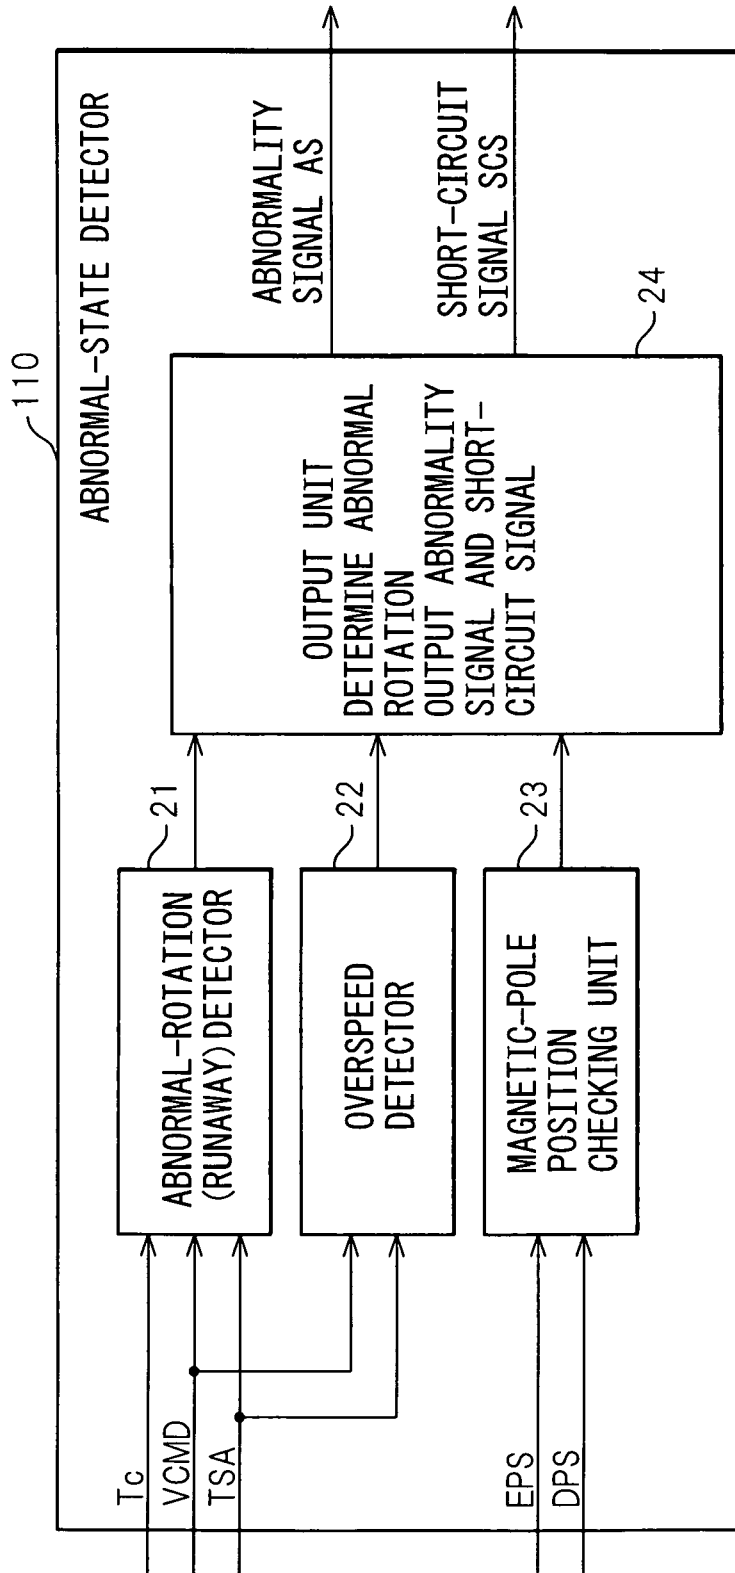 110
ABNORMAL-STATE DETECTOR
Tc
VCMD
TSA
EPS
DPS
21
ABNORMAL-ROTATION
(RUNAWAY)DETECTOR
22
OVERSPEED
DETECTOR
23
MAGNETIC-POLE
POSITION
CHECKING UNIT
OUTPUT UNIT
DETERMINE ABNORMAL
ROTATION
OUTPUT ABNORMALITY
SIGNAL AND SHORT-
CIRCUIT SIGNAL
24
ABNORMALITY
SIGNAL AS
SHORT-CIRCUIT
SIGNAL SCS